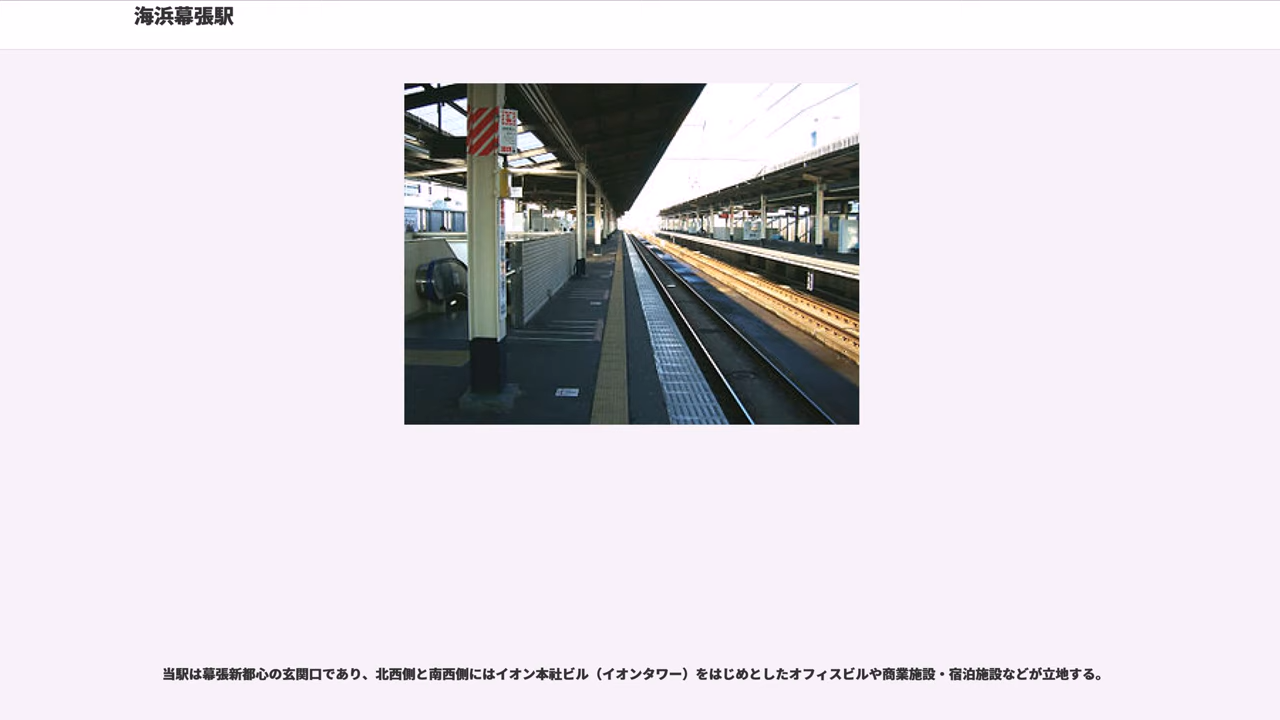 海浜幕張駅
当駅は幕張新都心の玄関口であり、北西側と南西側にはイオン本社ビル（イオンタワー）をはじめとしたオフィスビルや商業施設・宿泊施設などが立地する。